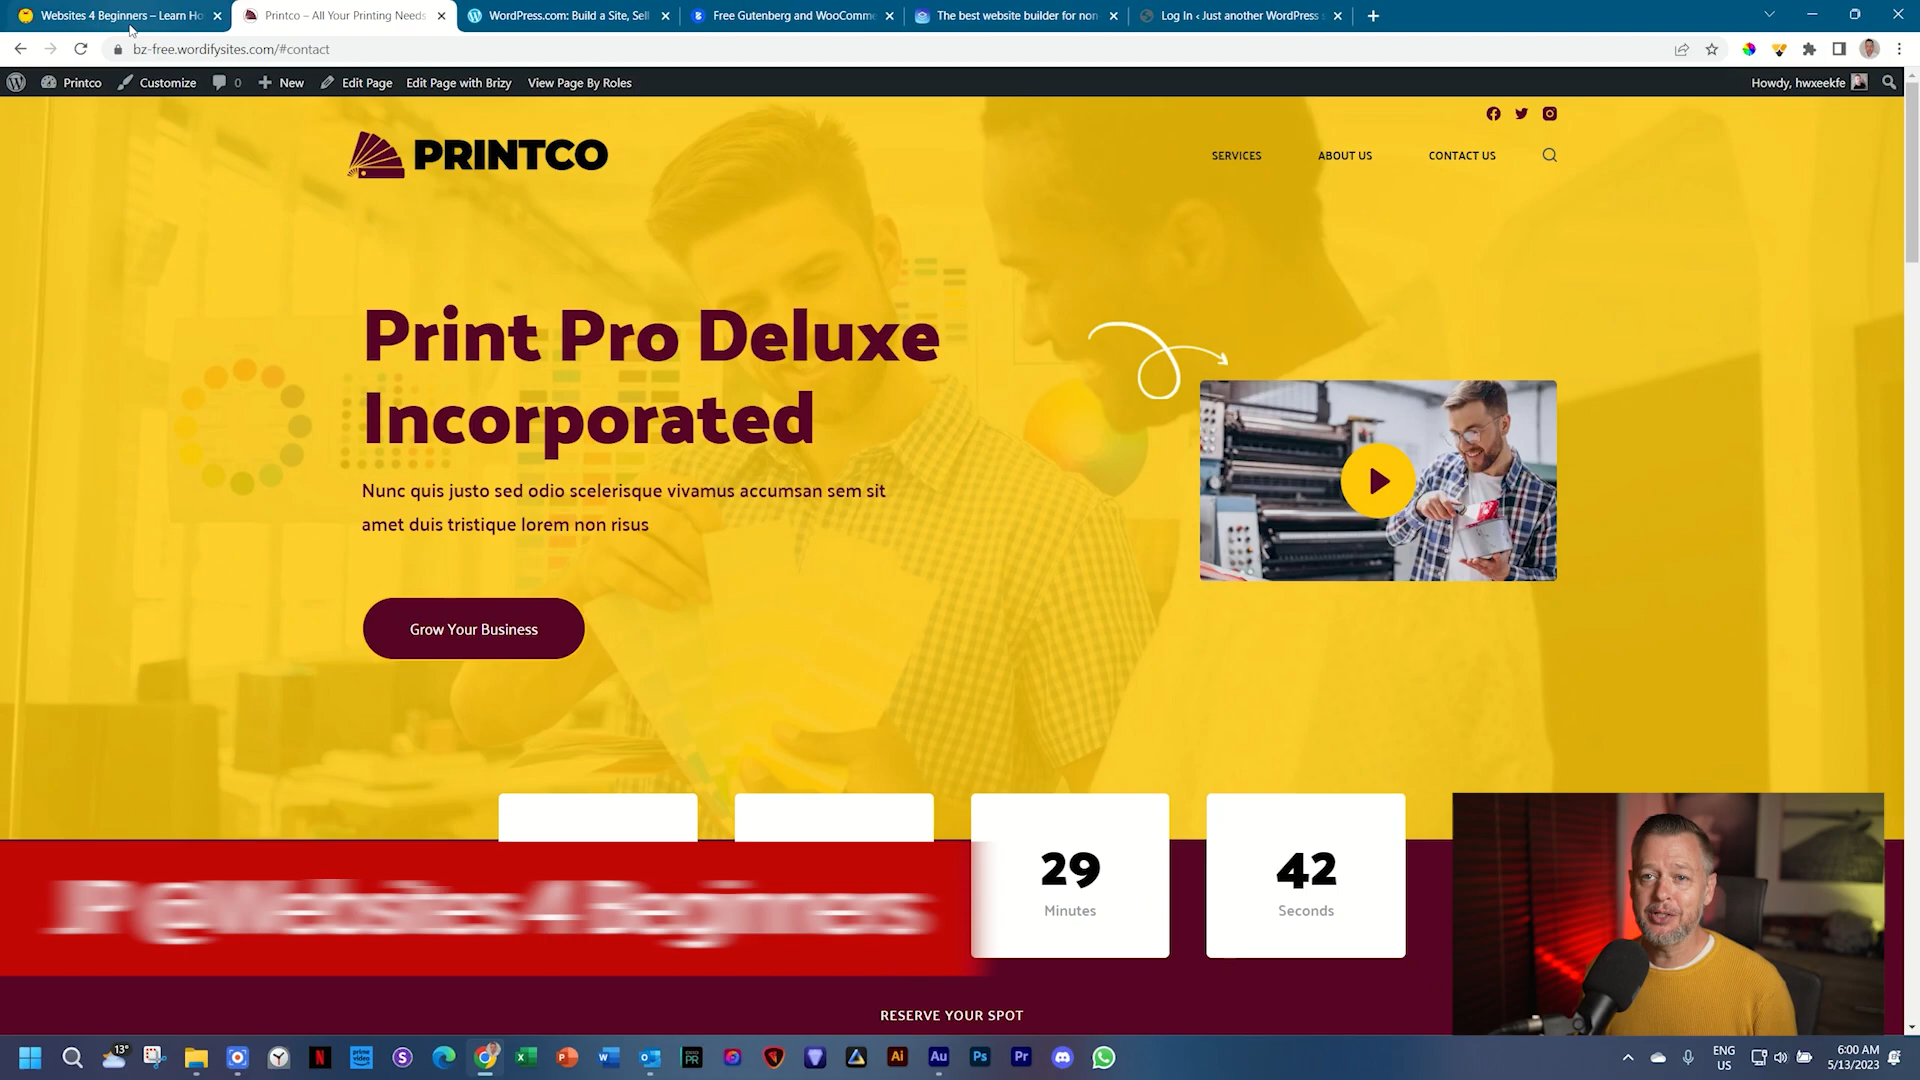 Websites 4 Beginners – Learn Ho
Printco – All Your Printing Needs
WordPress.com: Build a Site, Sell
Free Gutenberg and WooComme
The best website builder for non
Log In ‹ Just another WordPress s
bz-free.wordifysites.com/#contact
Printco
Customize
0
New
Edit Page
Edit Page with Brizy
View Page By Roles
Howdy, hwxeekfe
PRINTCO
SERVICES
ABOUT US
CONTACT US
Print Pro Deluxe
Incorporated
Nunc quis justo sed odio scelerisque vivamus accumsan sem sit
amet duis tristique lorem non risus
Grow Your Business
29
Minutes
42
Seconds
JP @Websites 4 Beginners
RESERVE YOUR SPOT
13°
ENG
US
6:00 AM
5/13/2023